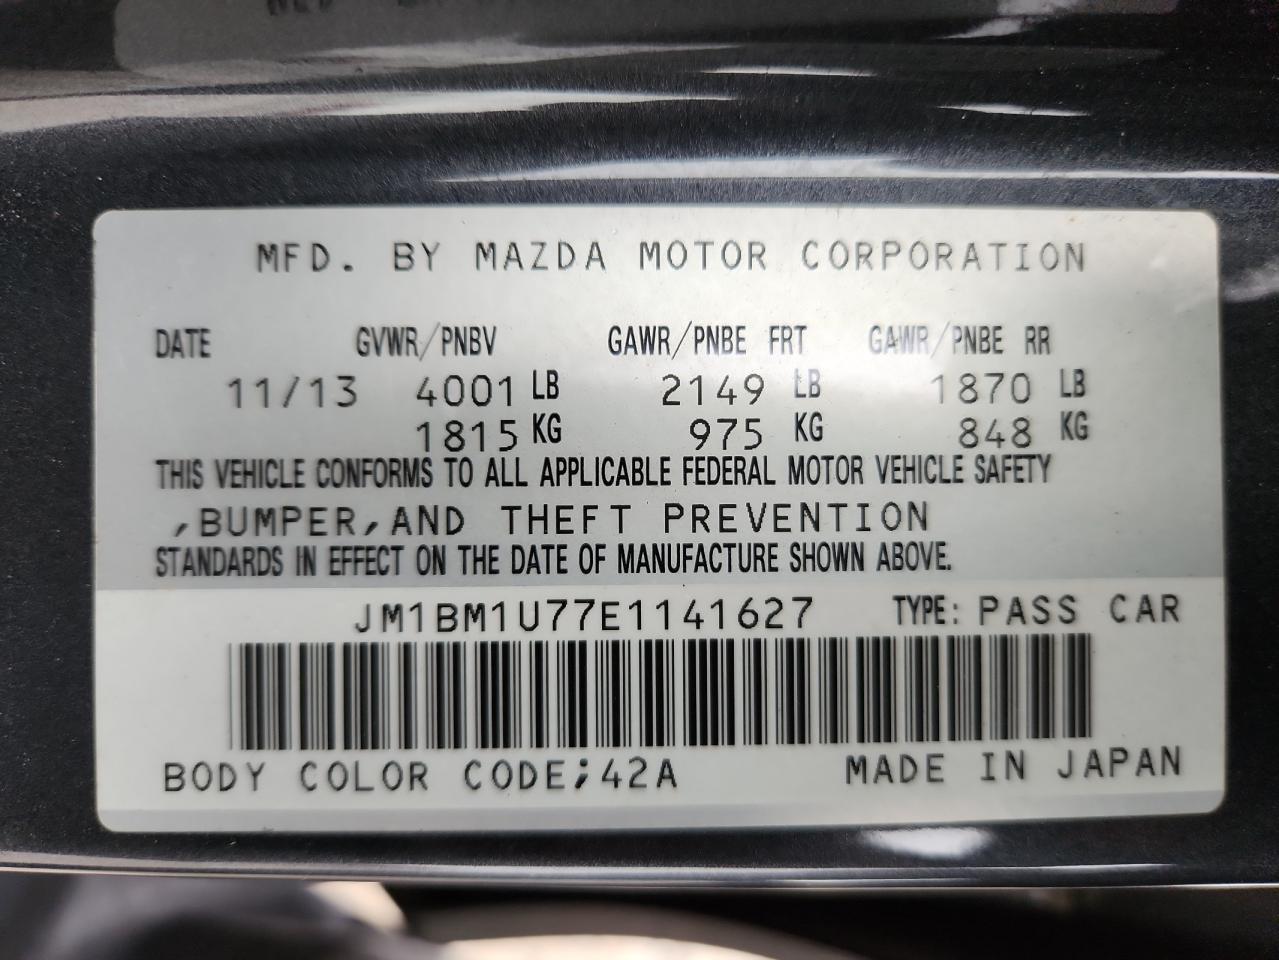 MFD. BY MAZDA MOTOR CORPORATION
DATE GVWR/PNBV GAWR/PNBE FRT GAWR/PNBE RR
11/13 4001 LB 2149 LB 1870 LB
1815 KG 975 KG 848 KG
THIS VEHICLE CONFORMS TO ALL APPLICABLE FEDERAL MOTOR VEHICLE SAFETY
,BUMPER,AND THEFT PREVENTION
STANDARDS IN EFFECT ON THE DATE OF MANUFACTURE SHOWN ABOVE.
JM1BM1U77E1141627 TYPE: PASS CAR
BODY COLOR CODE;42A MADE IN JAPAN